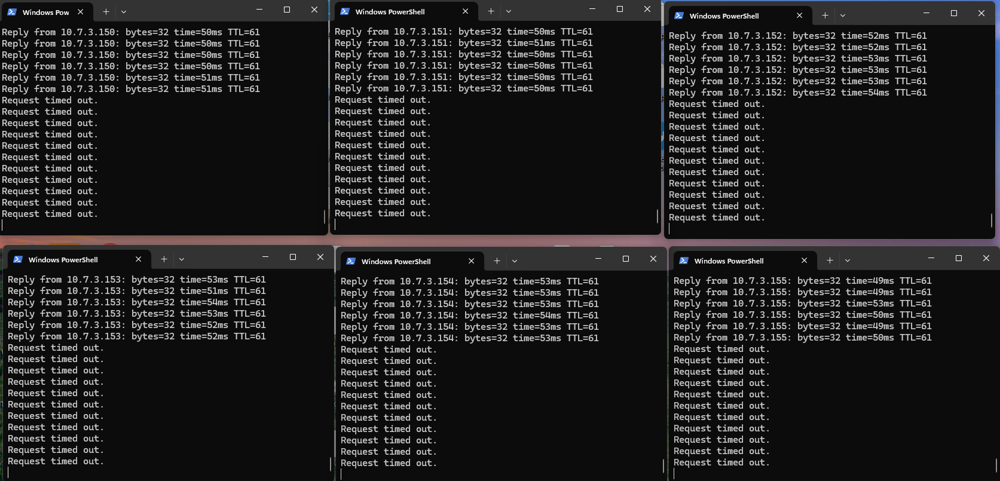 Windows Pow
Reply from 10.7.3.150: bytes=32 time=50ms TTL=61
Reply from 10.7.3.150: bytes=32 time=50ms TTL=61
Reply from 10.7.3.150: bytes=32 time=50ms TTL=61
Reply from 10.7.3.150: bytes=32 time=50ms TTL=61
Reply from 10.7.3.150: bytes=32 time=51ms TTL=61
Reply from 10.7.3.150: bytes=32 time=51ms TTL=61
Request timed out.
Request timed out.
Request timed out.
Request timed out.
Request timed out.
Request timed out.
Request timed out.
Request timed out.
Request timed out.
Request timed out.
Request timed out.
Windows PowerShell
Reply from 10.7.3.151: bytes=32 time=50ms TTL=61
Reply from 10.7.3.151: bytes=32 time=51ms TTL=61
Reply from 10.7.3.151: bytes=32 time=50ms TTL=61
Reply from 10.7.3.151: bytes=32 time=50ms TTL=61
Reply from 10.7.3.151: bytes=32 time=50ms TTL=61
Reply from 10.7.3.151: bytes=32 time=50ms TTL=61
Request timed out.
Request timed out.
Request timed out.
Request timed out.
Request timed out.
Request timed out.
Request timed out.
Request timed out.
Request timed out.
Request timed out.
Request timed out.
Windows PowerShell
Reply from 10.7.3.152: bytes=32 time=52ms TTL=61
Reply from 10.7.3.152: bytes=32 time=52ms TTL=61
Reply from 10.7.3.152: bytes=32 time=53ms TTL=61
Reply from 10.7.3.152: bytes=32 time=53ms TTL=61
Reply from 10.7.3.152: bytes=32 time=53ms TTL=61
Reply from 10.7.3.152: bytes=32 time=54ms TTL=61
Request timed out.
Request timed out.
Request timed out.
Request timed out.
Request timed out.
Request timed out.
Request timed out.
Request timed out.
Request timed out.
Request timed out.
Request timed out.
Windows PowerShell
Reply from 10.7.3.153: bytes=32 time=53ms TTL=61
Reply from 10.7.3.153: bytes=32 time=51ms TTL=61
Reply from 10.7.3.153: bytes=32 time=54ms TTL=61
Reply from 10.7.3.153: bytes=32 time=53ms TTL=61
Reply from 10.7.3.153: bytes=32 time=52ms TTL=61
Reply from 10.7.3.153: bytes=32 time=52ms TTL=61
Request timed out.
Request timed out.
Request timed out.
Request timed out.
Request timed out.
Request timed out.
Request timed out.
Request timed out.
Request timed out.
Request timed out.
Request timed out.
Windows PowerShell
Reply from 10.7.3.154: bytes=32 time=53ms TTL=61
Reply from 10.7.3.154: bytes=32 time=53ms TTL=61
Reply from 10.7.3.154: bytes=32 time=53ms TTL=61
Reply from 10.7.3.154: bytes=32 time=54ms TTL=61
Reply from 10.7.3.154: bytes=32 time=53ms TTL=61
Reply from 10.7.3.154: bytes=32 time=53ms TTL=61
Request timed out.
Request timed out.
Request timed out.
Request timed out.
Request timed out.
Request timed out.
Request timed out.
Request timed out.
Request timed out.
Request timed out.
Request timed out.
Windows PowerShell
Reply from 10.7.3.155: bytes=32 time=49ms TTL=61
Reply from 10.7.3.155: bytes=32 time=49ms TTL=61
Reply from 10.7.3.155: bytes=32 time=53ms TTL=61
Reply from 10.7.3.155: bytes=32 time=50ms TTL=61
Reply from 10.7.3.155: bytes=32 time=49ms TTL=61
Reply from 10.7.3.155: bytes=32 time=50ms TTL=61
Request timed out.
Request timed out.
Request timed out.
Request timed out.
Request timed out.
Request timed out.
Request timed out.
Request timed out.
Request timed out.
Request timed out.
Request timed out.